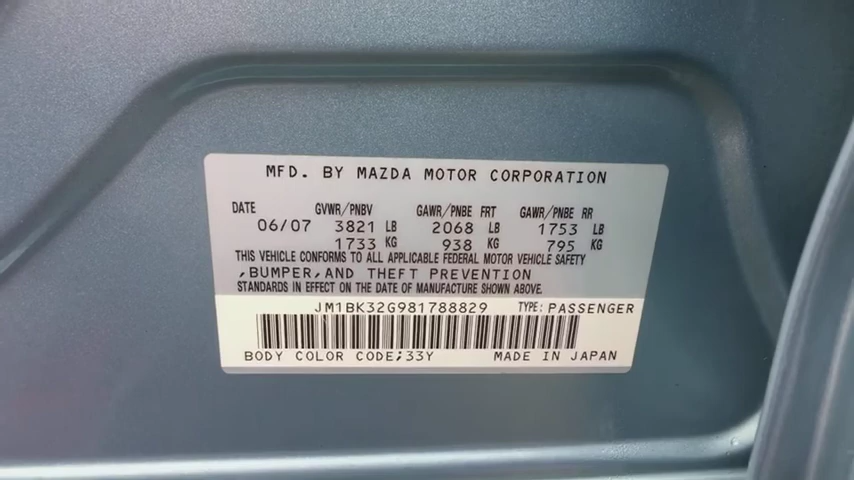 MFD. BY MAZDA MOTOR CORPORATION
DATE GVWR/PNBV GAWR/PNBE FRT GAWR/PNBE RR
06/07 3821 LB 2068 LB 1753 LB
1733 KG 938 KG 795 KG
THIS VEHICLE CONFORMS TO ALL APPLICABLE FEDERAL MOTOR VEHICLE SAFETY
,BUMPER,AND THEFT PREVENTION
STANDARDS IN EFFECT ON THE DATE OF MANUFACTURE SHOWN ABOVE.
JM1BK32G981788829 TYPE: PASSENGER
BODY COLOR CODE;33Y MADE IN JAPAN